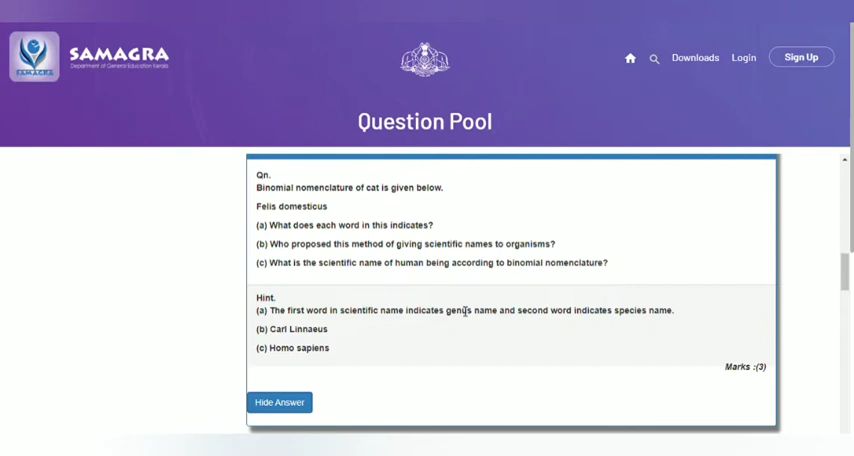 SAMAGRA
Department of General Education Kerala
SAMAGRA
Downloads
Login
Sign Up
Question Pool
Qn.
Binomial nomenclature of cat is given below.
Felis domesticus
(a) What does each word in this indicates?
(b) Who proposed this method of giving scientific names to organisms?
(c) What is the scientific name of human being according to binomial nomenclature?
Hint.
(a) The first word in scientific name indicates genus name and second word indicates species name.
(b) Carl Linnaeus
(c) Homo sapiens
Marks :(3)
Hide Answer